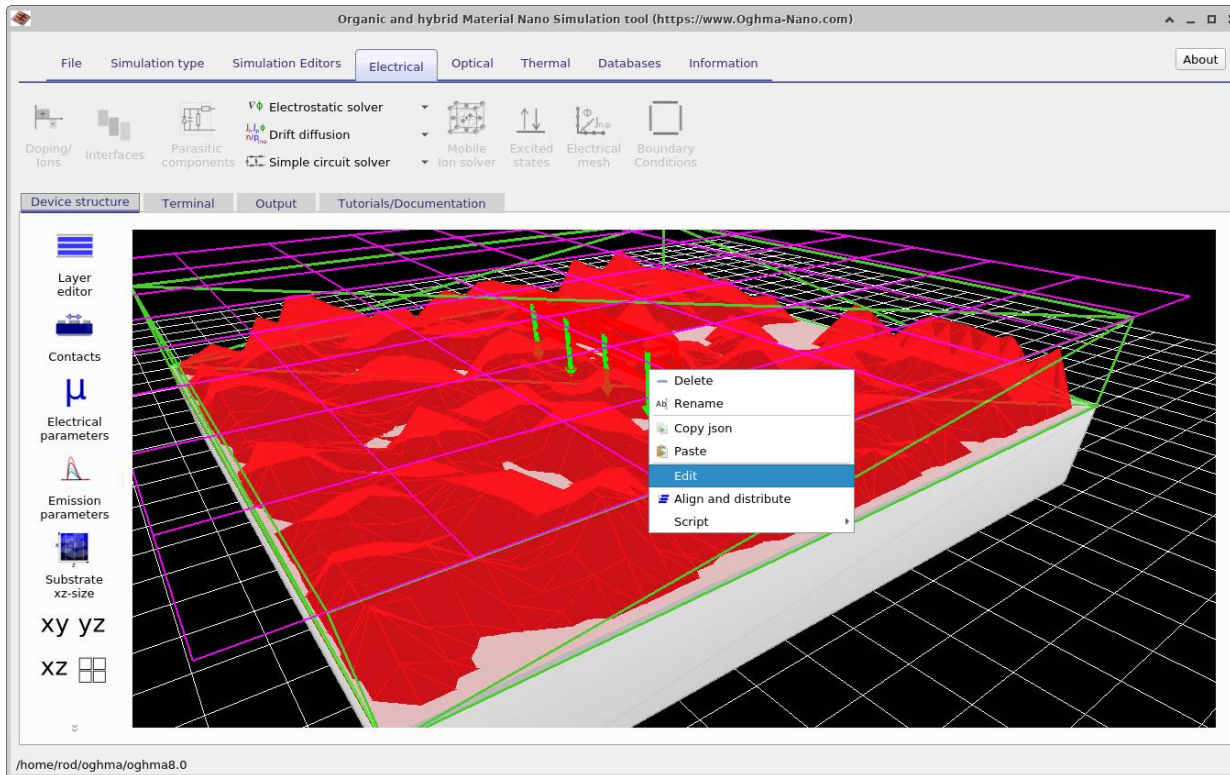 Organic and hybrid Material Nano Simulation tool (https://www.Oghma-Nano.com)
File Simulation type Simulation Editors Electrical Optical Thermal Databases Information About
Doping/
Ions
Interfaces
Parasitic
components
∇Φ Electrostatic solver
Drift diffusion
Simple circuit solver
Mobile
Ion solver
Excited
states
Electrical
mesh
Boundary
Conditions
Device structure Terminal Output Tutorials/Documentation
Layer
editor
Contacts
μ
Electrical
parameters
Emission
parameters
Substrate
xz-size
xy yz
xz
Delete
Rename
Copy json
Paste
Edit
Align and distribute
Script
/home/rod/oghma/oghma8.0